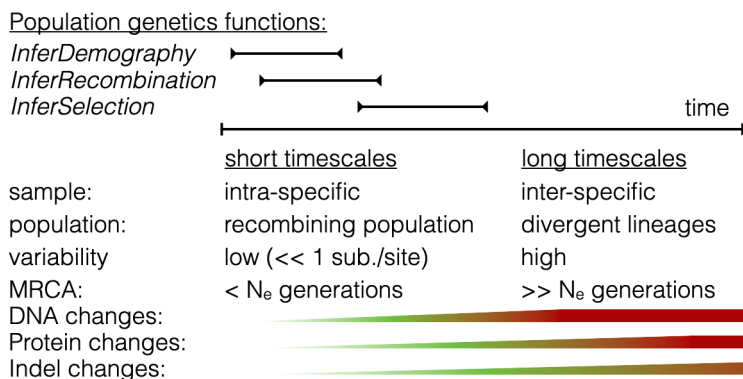 Population genetics functions:
InferDemography
InferRecombination
InferSelection
time
short timescales long timescales
sample: intra-specific inter-specific
population: recombining population divergent lineages
variability low (<< 1 sub./site) high
MRCA: < Ne generations >> Ne generations
DNA changes:
Protein changes:
Indel changes: